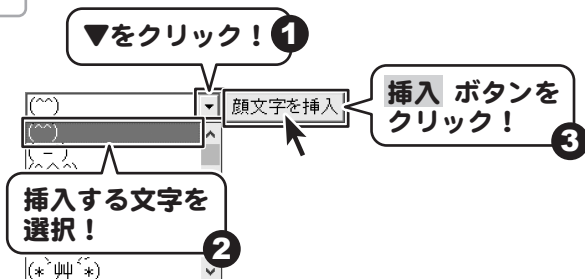 ▼をクリック！
1
(^^)
▼
顔文字を挿入
挿入 ボタンを
クリック！
3
(^^)
挿入する文字を
選択！
2
(*´艸`*)